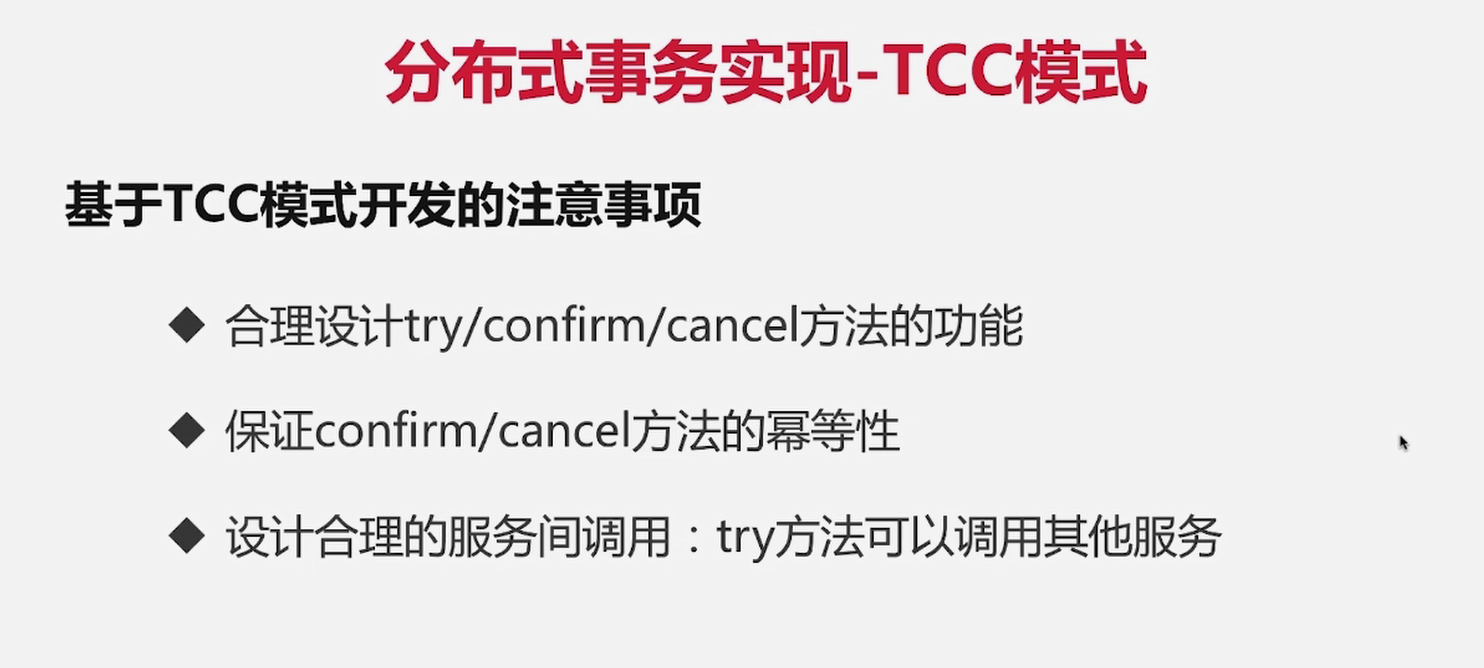 分布式事务实现-TCC模式
基于TCC模式开发的注意事项
◆ 合理设计try/confirm/cancel方法的功能
◆ 保证confirm/cancel方法的幂等性
◆ 设计合理的服务间调用：try方法可以调用其他服务